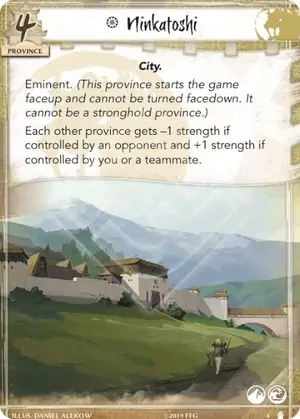 4
Ninkatoshi
PROVINCE
City.
Eminent. (This province starts the game
faceup and cannot be turned facedown. It
cannot be a stronghold province.)
Each other province gets –1 strength if
controlled by an opponent and +1 strength if
controlled by you or a teammate.
ILLUS. DANIEL ALEKOW ©2019 FFG 4